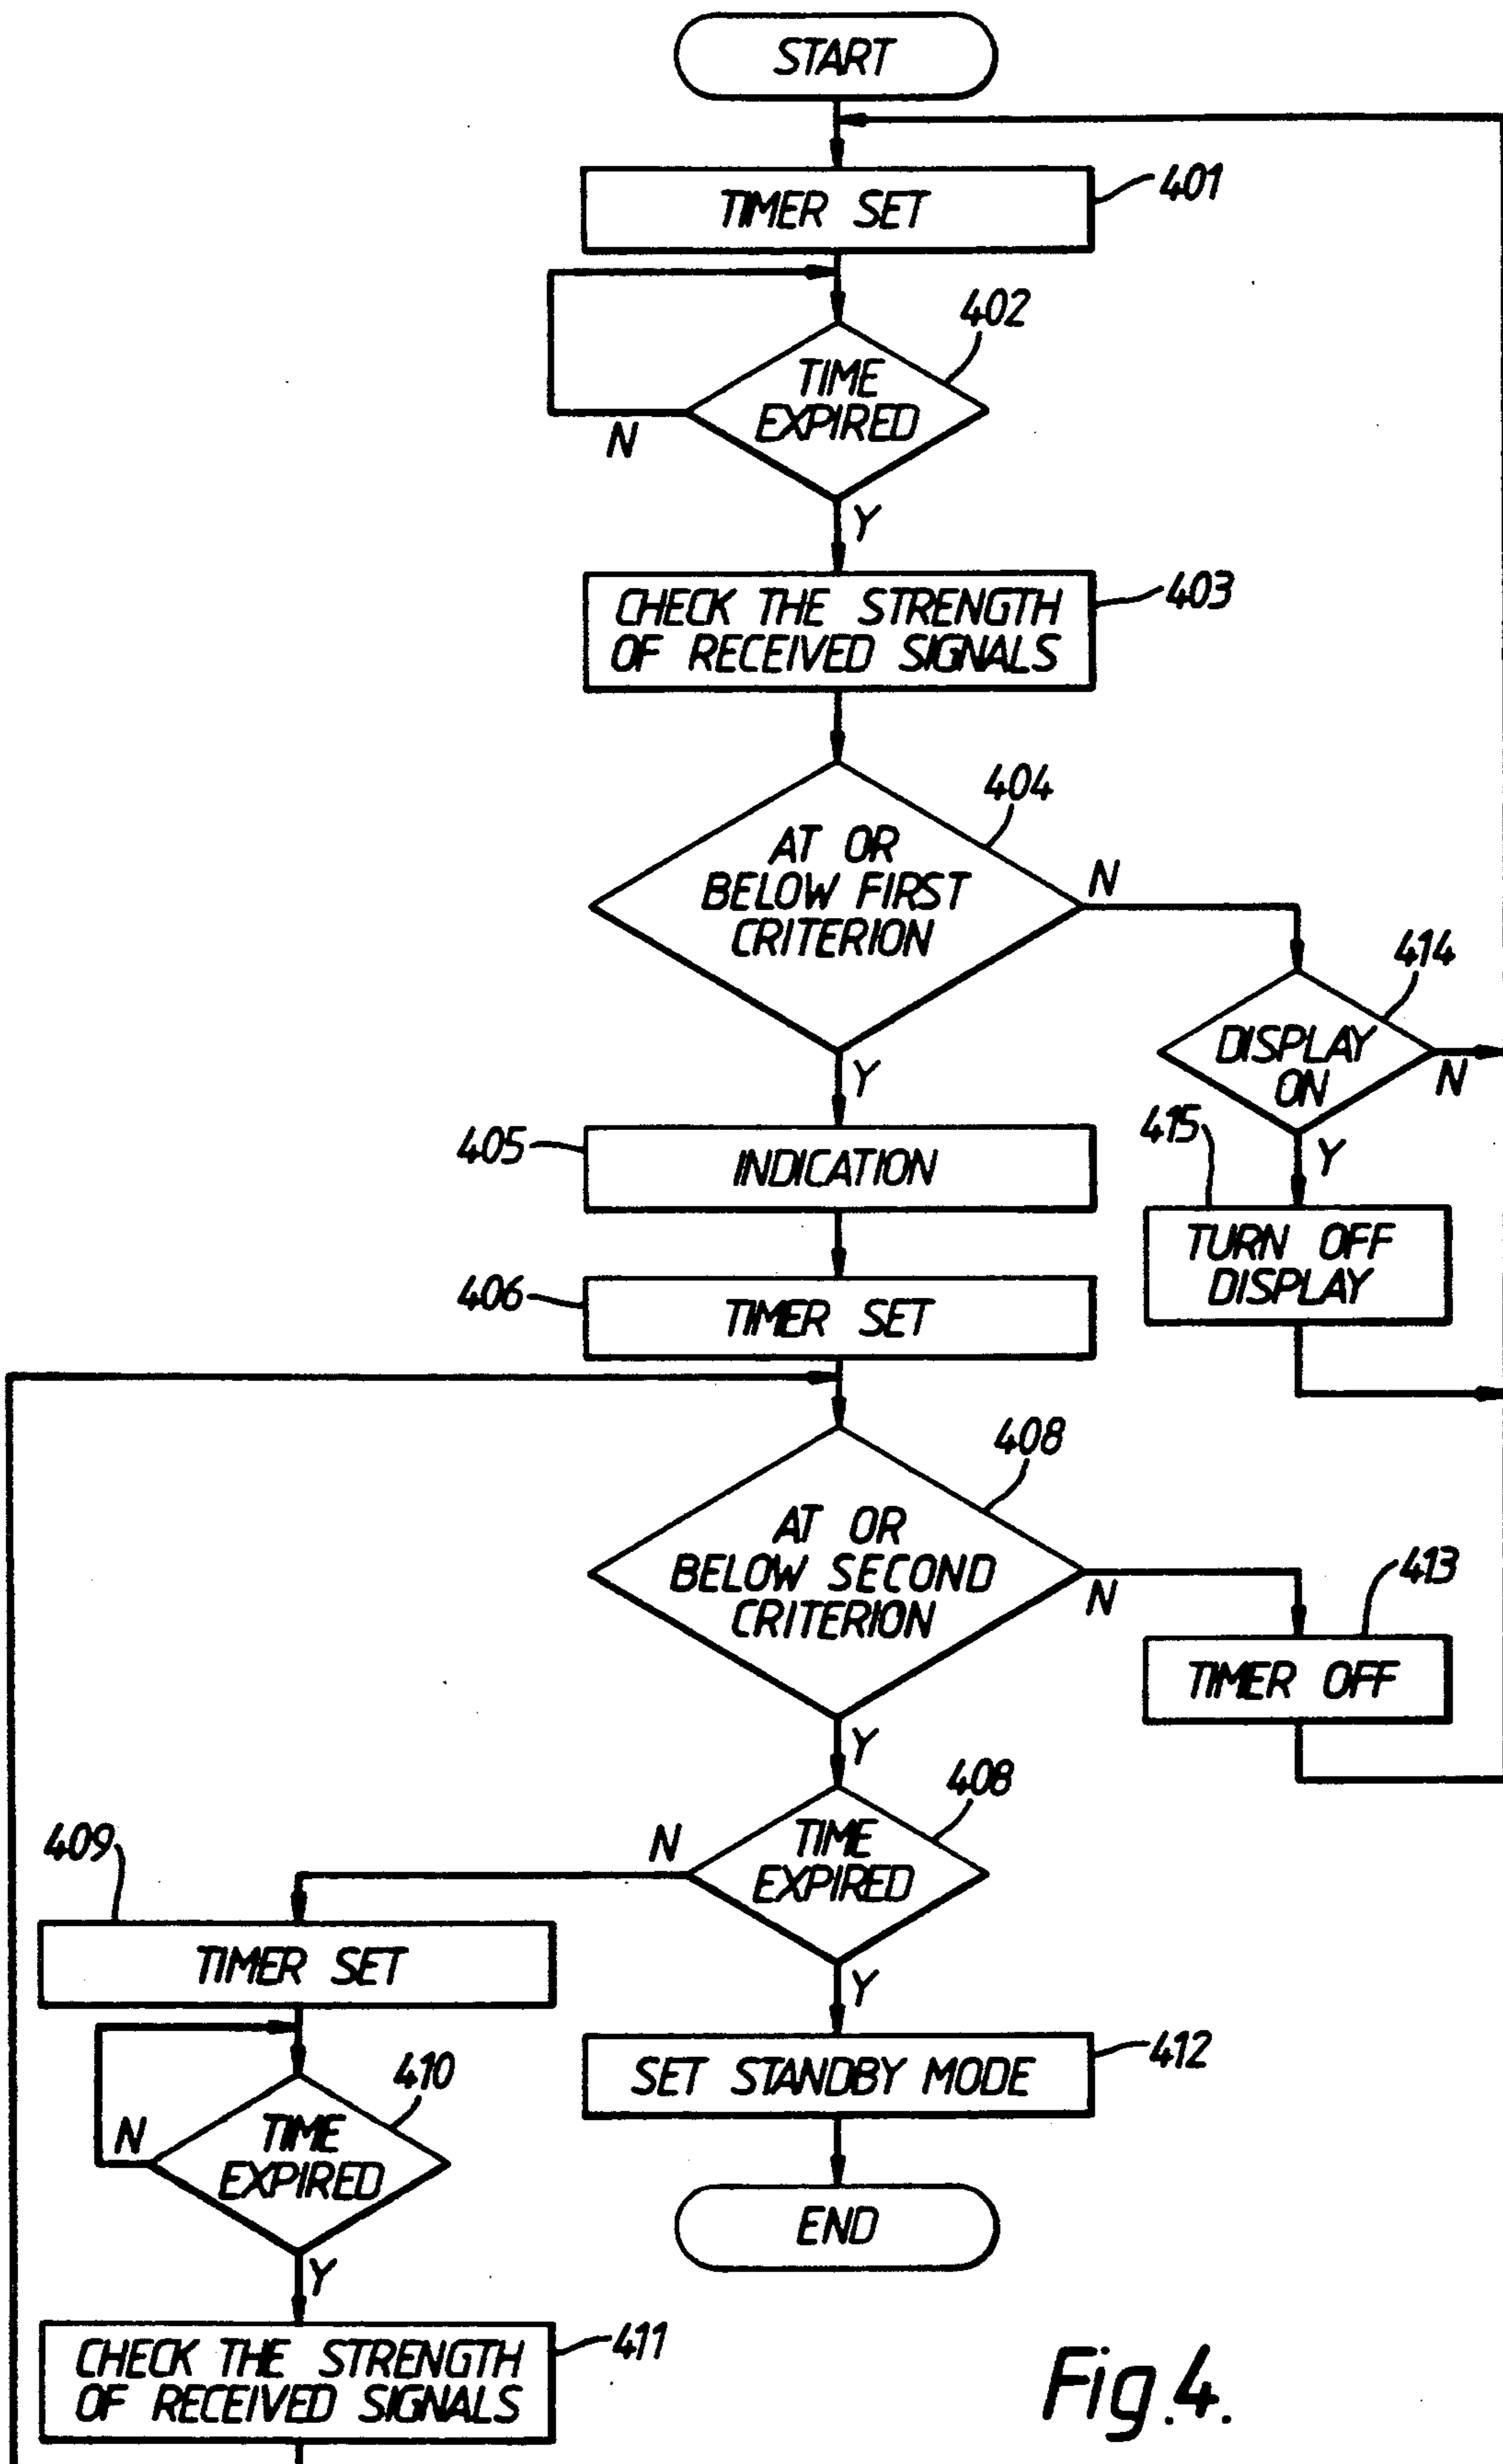 START
TIMER SET
401
402
TIME
EXPIRED
N
Y
CHECK THE STRENGTH
OF RECEIVED SIGNALS
403
404
AT OR
BELOW FIRST
CRITERION
N
414
DISPLAY
ON
N
Y
Y
405
INDICATION
415
TURN OFF
DISPLAY
406
TIMER SET
408
AT OR
BELOW SECOND
CRITERION
N
413
TIMER OFF
Y
408
TIME
EXPIRED
N
409
TIMER SET
Y
412
SET STANDBY MODE
410
TIME
EXPIRED
N
END
Y
CHECK THE STRENGTH
OF RECEIVED SIGNALS
411
Fig.4.